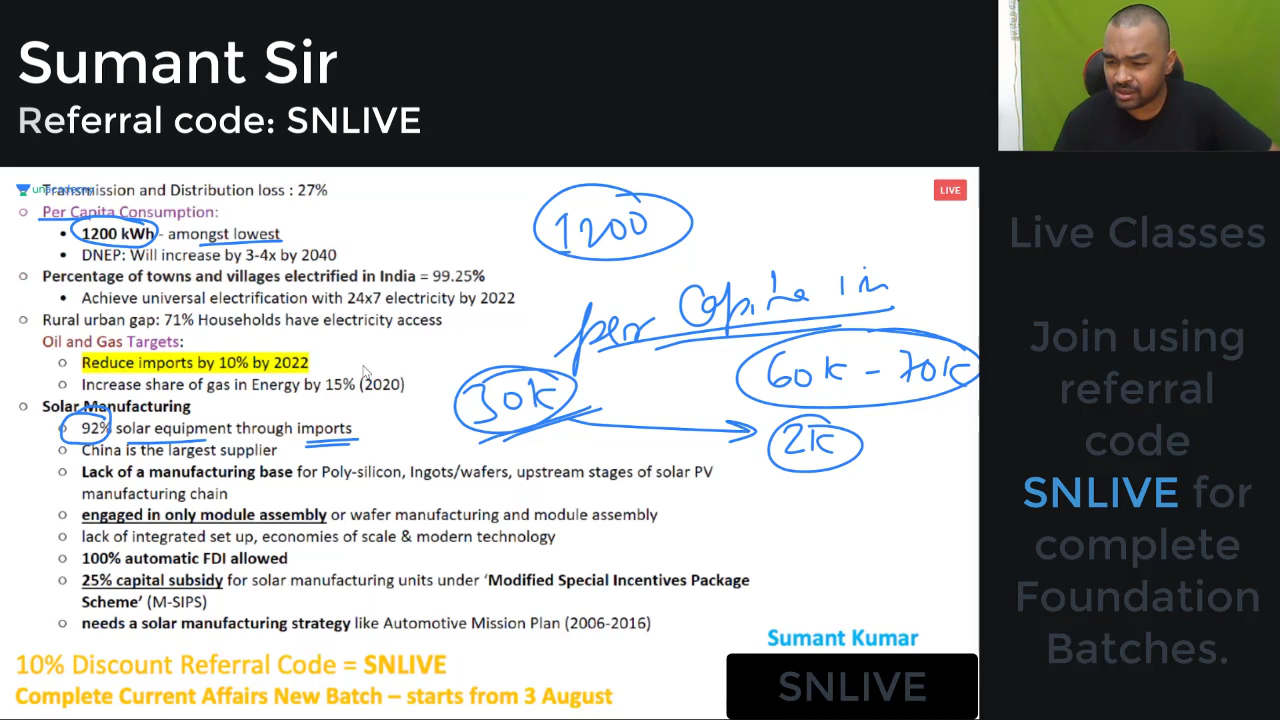 Sumant Sir
Referral code: SNLIVE
Transmission and Distribution loss : 27%
LIVE
Per Capita Consumption:
1200 kWh - amongst lowest
DNEP: Will increase by 3-4x by 2040
Percentage of towns and villages electrified in India = 99.25%
Achieve universal electrification with 24x7 electricity by 2022
Rural urban gap: 71% Households have electricity access
Oil and Gas Targets:
Reduce imports by 10% by 2022
Increase share of gas in Energy by 15% (2020)
Solar Manufacturing
92% solar equipment through imports
China is the largest supplier
Lack of a manufacturing base for Poly-silicon, Ingots/wafers, upstream stages of solar PV
manufacturing chain
engaged in only module assembly or wafer manufacturing and module assembly
lack of integrated set up, economies of scale & modern technology
100% automatic FDI allowed
25% capital subsidy for solar manufacturing units under ‘Modified Special Incentives Package
Scheme’ (M-SIPS)
needs a solar manufacturing strategy like Automotive Mission Plan (2006-2016)
1200
per Capita in
60K - 70K
30K
2K
Sumant Kumar
10% Discount Referral Code = SNLIVE
Complete Current Affairs New Batch – starts from 3 August
SNLIVE
Live Classes
Join using
referral
code
SNLIVE for
complete
Foundation
Batches.